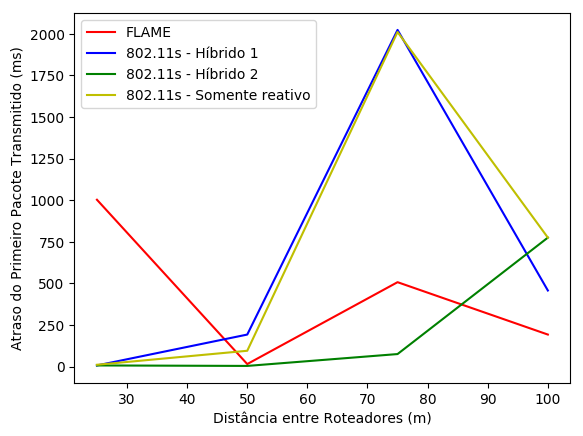 FLAME
802.11s - Híbrido 1
802.11s - Híbrido 2
802.11s - Somente reativo
Atraso do Primeiro Pacote Transmitido (ms)
2000
1750
1500
1250
1000
750
500
250
0
30 40 50 60 70 80 90 100
Distância entre Roteadores (m)